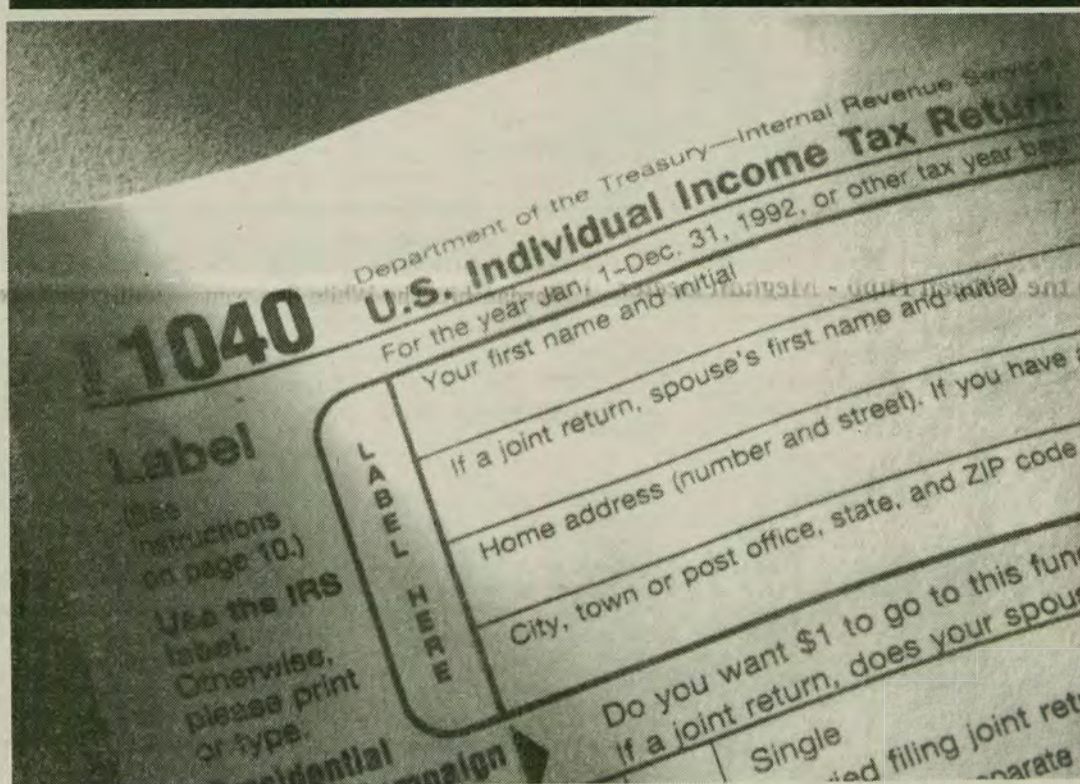 Department of the Treasury—Internal Revenue Service
1040
U.S. Individual Income Tax Return
For the year Jan. 1–Dec. 31, 1992, or other tax year beg
Label
(See
instructions
on page 10.)
Use the IRS
label.
Otherwise,
please print
or type.
LABEL HERE
Your first name and initial
If a joint return, spouse's first name and initial
Home address (number and street). If you have a
City, town or post office, state, and ZIP code
Do you want $1 to go to this fun
If a joint return, does your spous
Single
filing joint ret